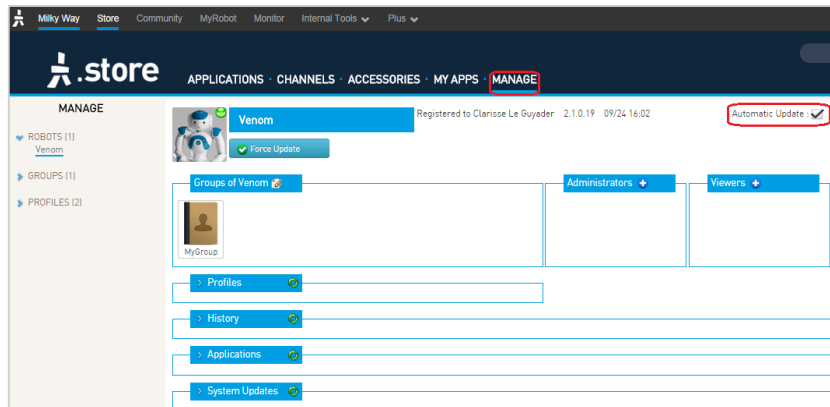 Milky Way Store Community MyRobot Monitor Internal Tools Plus
.store
APPLICATIONS · CHANNELS · ACCESSORIES · MY APPS · MANAGE
MANAGE
ROBOTS (1)
Venom
GROUPS (1)
PROFILES (2)
Venom
Registered to Clarisse Le Guyader 2.1.0.19 09/24 16:02
Automatic Update :
Force Update
Groups of Venom
Administrators
Viewers
MyGroup
Profiles
History
Applications
System Updates